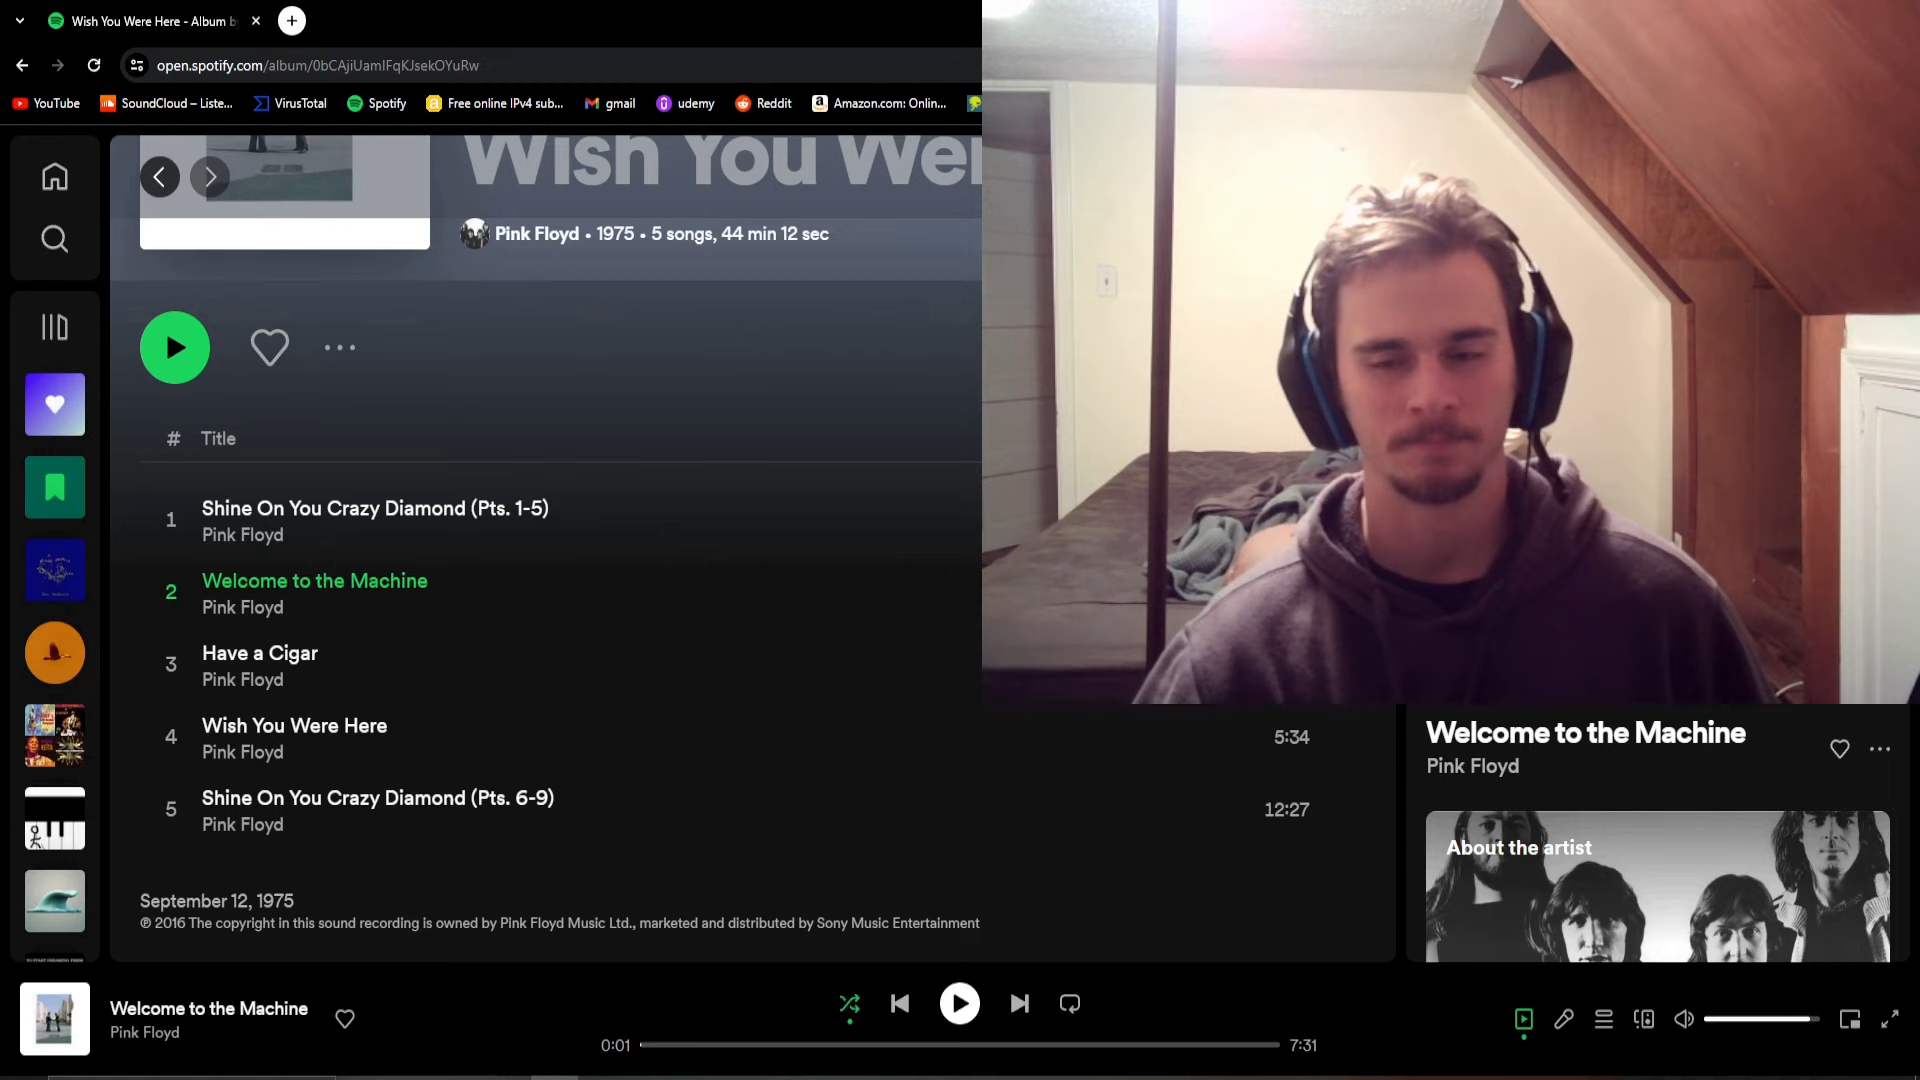 Wish You Were Here - Album b
open.spotify.com/album/0bCAjiUamIFqKJsekOYuRw
YouTube
SoundCloud – Liste...
VirusTotal
Spotify
Free online IPv4 sub...
gmail
udemy
Reddit
Amazon.com: Onlin...
Wish You Wer
Pink Floyd • 1975 • 5 songs, 44 min 12 sec
# Title
1 Shine On You Crazy Diamond (Pts. 1-5)
Pink Floyd
2 Welcome to the Machine
Pink Floyd
3 Have a Cigar
Pink Floyd
4 Wish You Were Here 5:34
Pink Floyd
5 Shine On You Crazy Diamond (Pts. 6-9) 12:27
Pink Floyd
September 12, 1975
℗ 2016 The copyright in this sound recording is owned by Pink Floyd Music Ltd., marketed and distributed by Sony Music Entertainment
Welcome to the Machine
Pink Floyd
About the artist
Welcome to the Machine
Pink Floyd
0:01
7:31